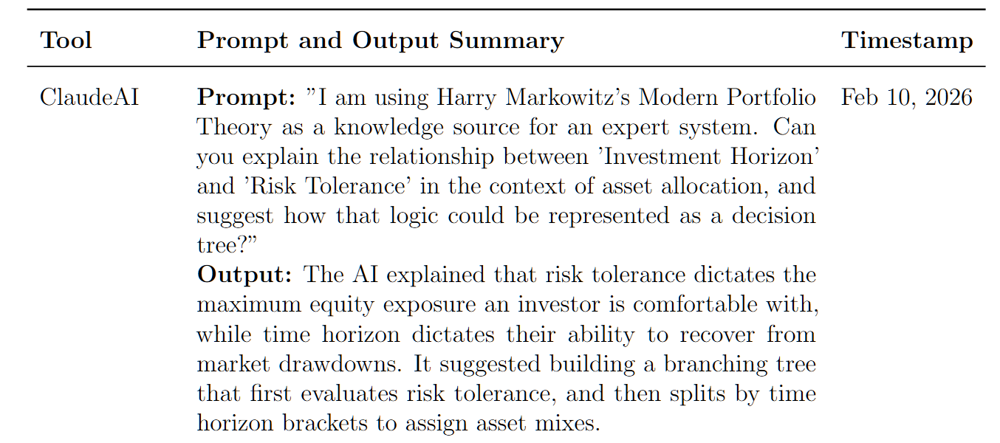 Tool Prompt and Output Summary Timestamp
ClaudeAI Prompt: ”I am using Harry Markowitz’s Modern Portfolio Feb 10, 2026
Theory as a knowledge source for an expert system. Can
you explain the relationship between ’Investment Horizon’
and ’Risk Tolerance’ in the context of asset allocation, and
suggest how that logic could be represented as a decision
tree?”
Output: The AI explained that risk tolerance dictates the
maximum equity exposure an investor is comfortable with,
while time horizon dictates their ability to recover from
market drawdowns. It suggested building a branching tree
that first evaluates risk tolerance, and then splits by time
horizon brackets to assign asset mixes.